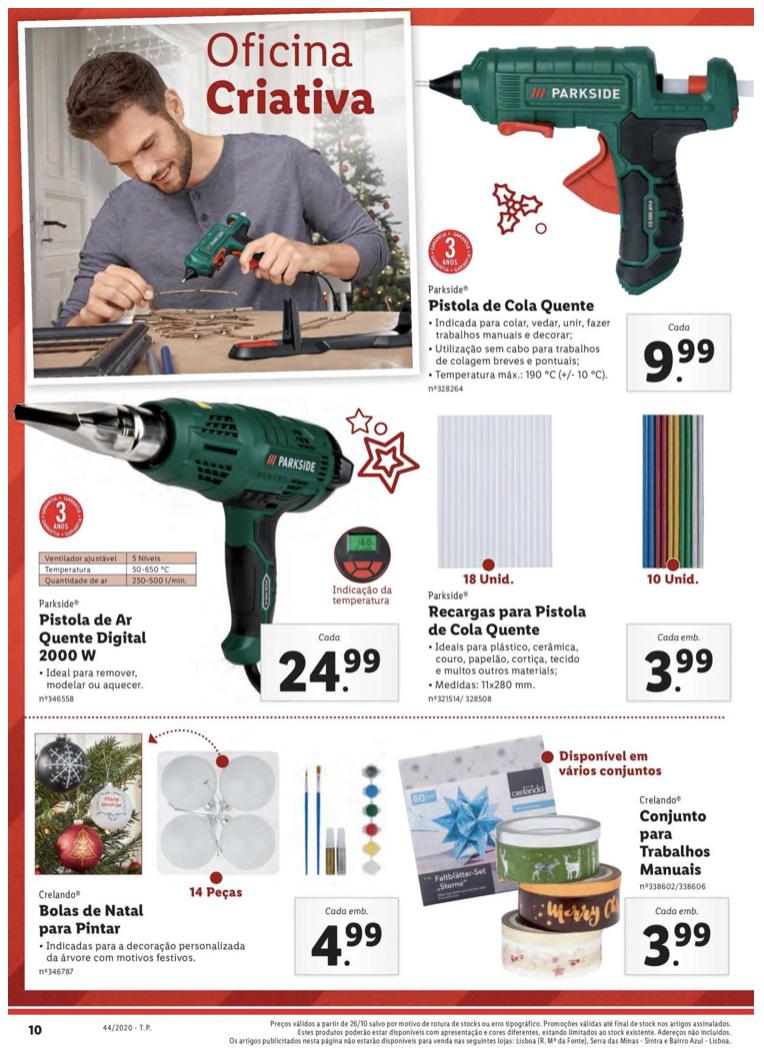 Oficina
Criativa
/// PARKSIDE
GARANTIA
3
ANOS
Parkside®
Pistola de Cola Quente
• Indicada para colar, vedar, unir, fazer
trabalhos manuais e decorar;
• Utilização sem cabo para trabalhos
de colagem breves e pontuais;
• Temperatura máx.: 190 °C (+/- 10 °C).
nº328264
Cada
9.99
/// PARKSIDE
GARANTIA
3
ANOS
Ventilador ajustável 5 Níveis
Temperatura 50-650 °C
Quantidade de ar 250-500 l/min.
Indicação da
temperatura
Parkside®
Pistola de Ar
Quente Digital
2000 W
• Ideal para remover,
modelar ou aquecer.
nº346558
Cada
24.99
18 Unid.
10 Unid.
Parkside®
Recargas para Pistola
de Cola Quente
• Ideais para plástico, cerâmica,
couro, papelão, cortiça, tecido
e muitos outros materiais;
• Medidas: 11x280 mm.
nº321514/ 328508
Cada emb.
3.99
Merry
Christmas
14 Peças
Crelando®
Bolas de Natal
para Pintar
• Indicadas para a decoração personalizada
da árvore com motivos festivos.
nº346787
Cada emb.
4.99
Disponível em
vários conjuntos
crelando
60
Faltblätter-Set
„Sterne“
Merry Ch
Crelando®
Conjunto
para
Trabalhos
Manuais
nº338602/338606
Cada emb.
3.99
10
44/2020 - T.P.
Preços válidos a partir de 26/10 salvo por motivo de rotura de stocks ou erro tipográfico. Promoções válidas até final de stock nos artigos assinalados.
Estes produtos poderão estar disponíveis com apresentação e cores diferentes, estando limitados ao stock existente. Adereços não incluídos.
Os artigos publicitados nesta página não estarão disponíveis para venda nas seguintes lojas: Lisboa (R. Mª da Fonte), Serra das Minas - Sintra e Bairro Azul - Lisboa.